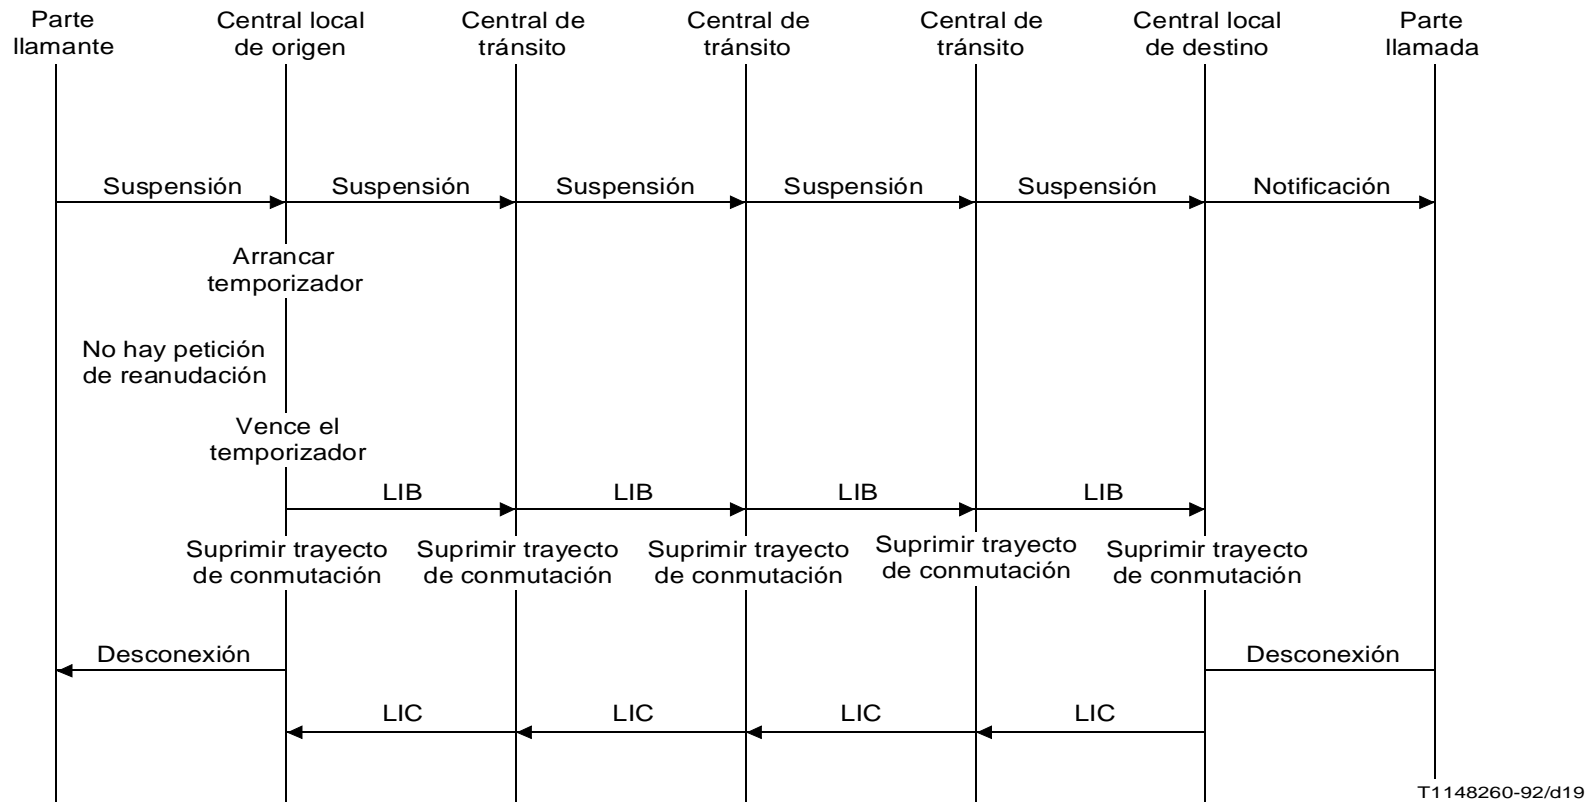 Parte
llamante
Central local
de origen
Central de
tránsito
Central de
tránsito
Central de
tránsito
Central local
de destino
Parte
llamada
Suspensión
Suspensión
Suspensión
Suspensión
Suspensión
Notificación
Arrancar
temporizador
No hay petición
de reanudación
Vence el
temporizador
LIB
LIB
LIB
LIB
Suprimir trayecto
de conmutación
Suprimir trayecto
de conmutación
Suprimir trayecto
de conmutación
Suprimir trayecto
de conmutación
Suprimir trayecto
de conmutación
Desconexión
Desconexión
LIC
LIC
LIC
LIC
T1148260-92/d19